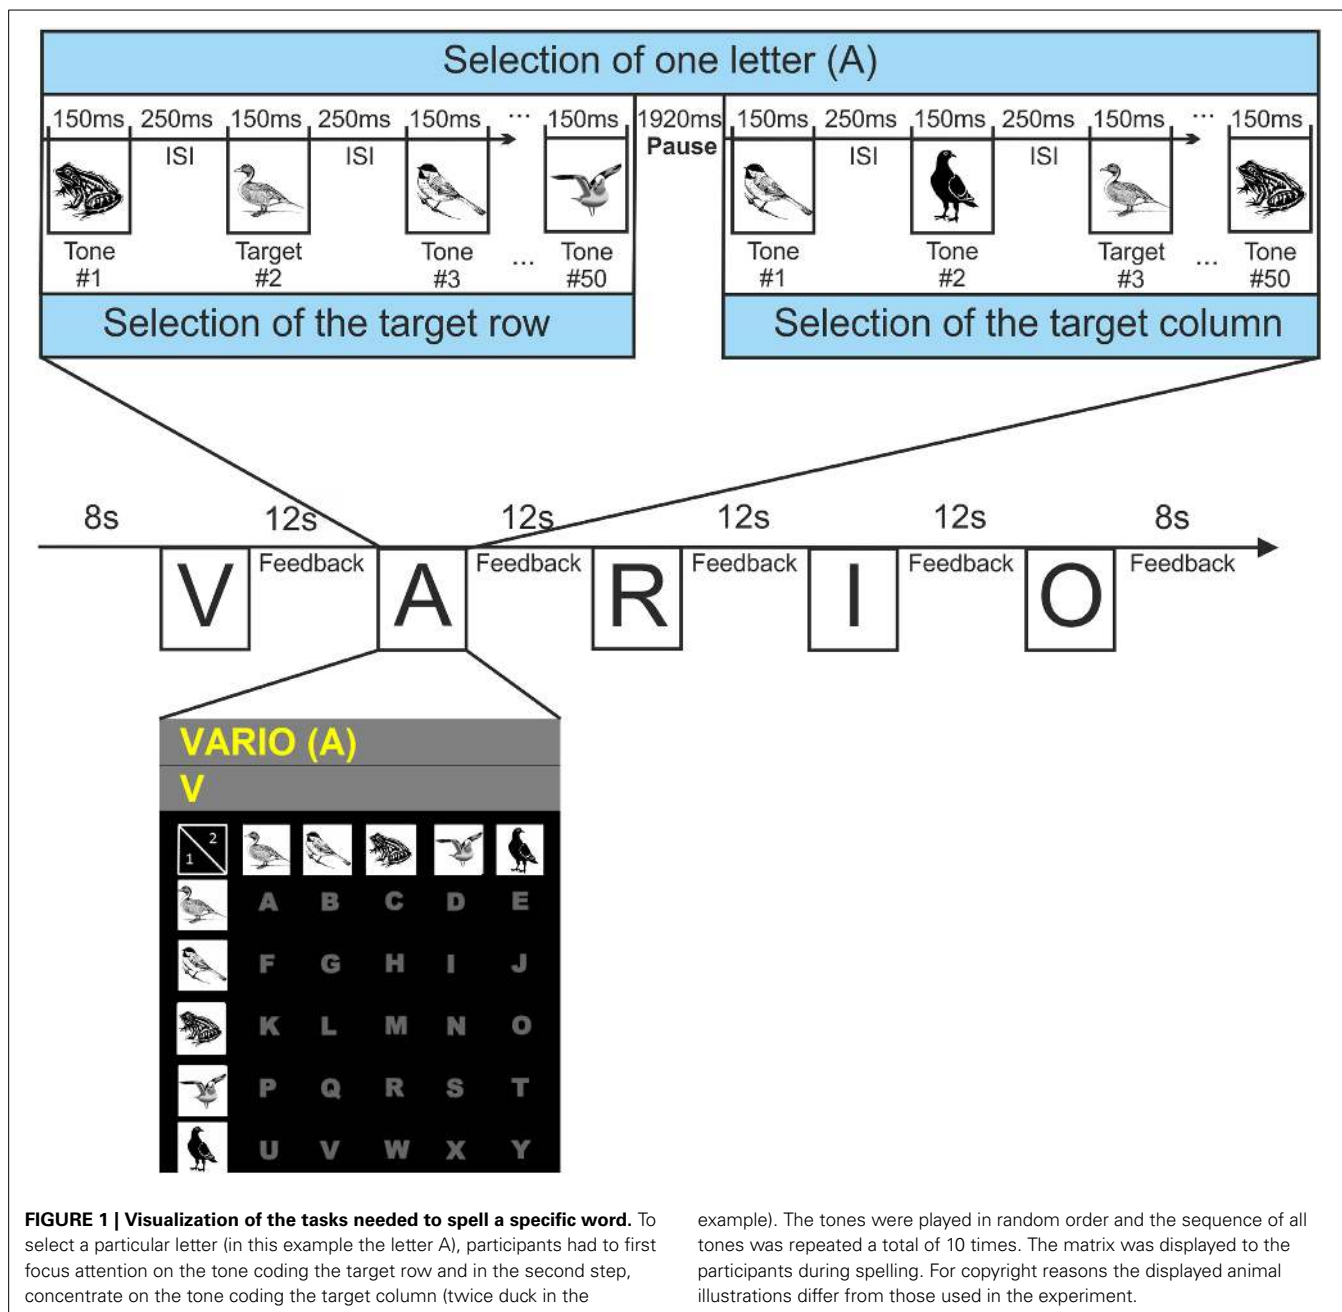 Selection of one letter (A)
150ms 250ms 150ms 250ms 150ms ... 150ms 1920ms 150ms 250ms 150ms 250ms 150ms ... 150ms
ISI ISI Pause ISI ISI
Tone Target Tone ... Tone Tone Tone Target ... Tone
#1 #2 #3 #50 #1 #2 #3 #50
Selection of the target row Selection of the target column
8s 12s 12s 12s 12s 8s
Feedback Feedback Feedback Feedback Feedback
V A R I O
VARIO (A)
V
2
1
A B C D E
F G H I J
K L M N O
P Q R S T
U V W X Y
FIGURE 1 | Visualization of the tasks needed to spell a specific word. To
select a particular letter (in this example the letter A), participants had to first
focus attention on the tone coding the target row and in the second step,
concentrate on the tone coding the target column (twice duck in the
example). The tones were played in random order and the sequence of all
tones was repeated a total of 10 times. The matrix was displayed to the
participants during spelling. For copyright reasons the displayed animal
illustrations differ from those used in the experiment.